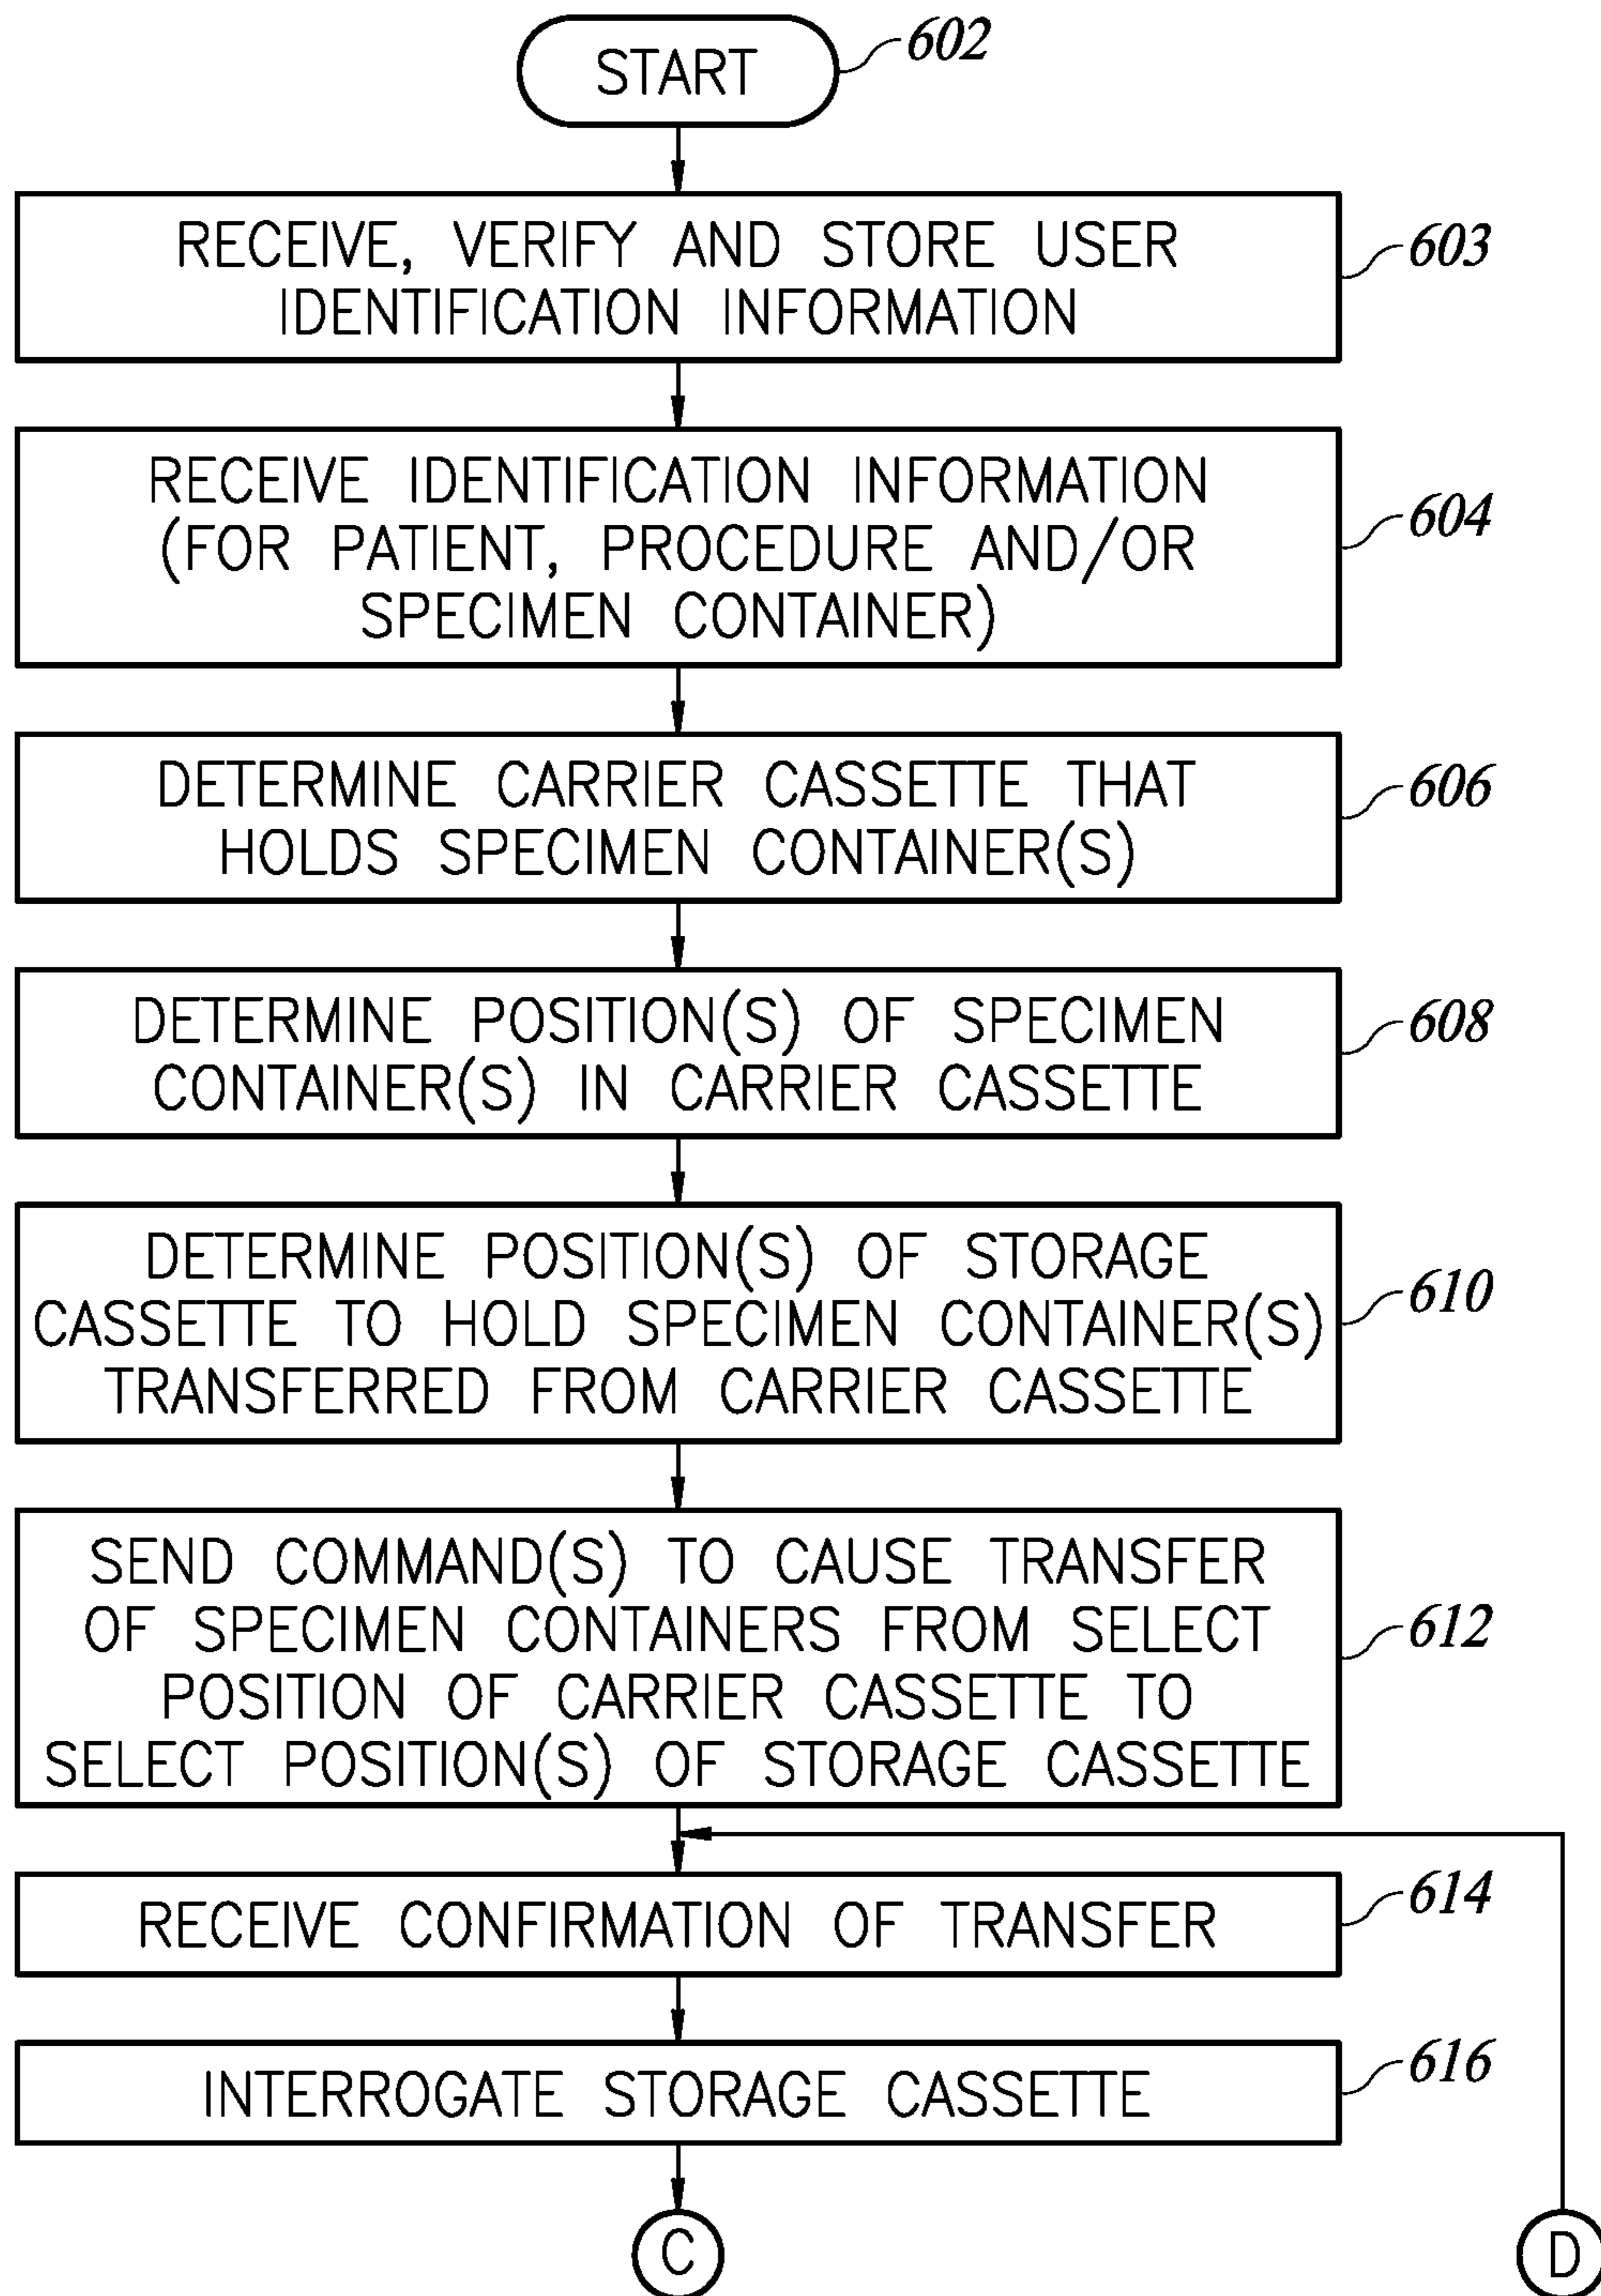 START
602
RECEIVE, VERIFY AND STORE USER
IDENTIFICATION INFORMATION
603
RECEIVE IDENTIFICATION INFORMATION
(FOR PATIENT, PROCEDURE AND/OR
SPECIMEN CONTAINER)
604
DETERMINE CARRIER CASSETTE THAT
HOLDS SPECIMEN CONTAINER(S)
606
DETERMINE POSITION(S) OF SPECIMEN
CONTAINER(S) IN CARRIER CASSETTE
608
DETERMINE POSITION(S) OF STORAGE
CASSETTE TO HOLD SPECIMEN CONTAINER(S)
TRANSFERRED FROM CARRIER CASSETTE
610
SEND COMMAND(S) TO CAUSE TRANSFER
OF SPECIMEN CONTAINERS FROM SELECT
POSITION OF CARRIER CASSETTE TO
SELECT POSITION(S) OF STORAGE CASSETTE
612
RECEIVE CONFIRMATION OF TRANSFER
614
INTERROGATE STORAGE CASSETTE
616
C
D